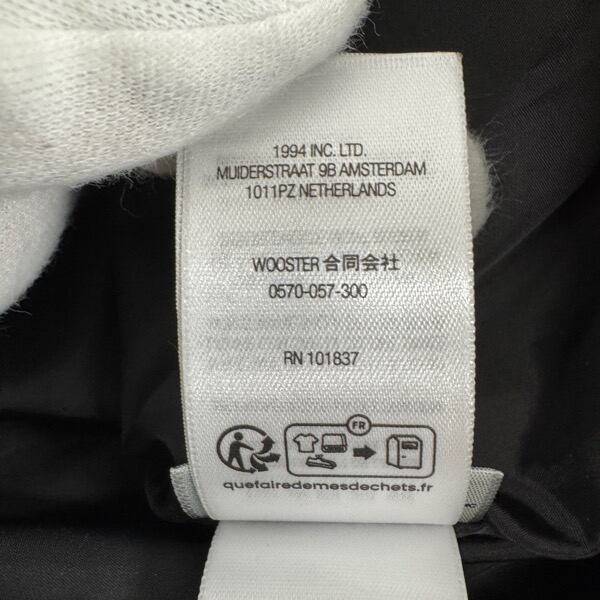 1994 INC. LTD.
MUIDERSTRAAT 9B AMSTERDAM
1011PZ NETHERLANDS
WOOSTER 合同会社
0570-057-300
RN 101837
FR
quefairedemesdechets.fr